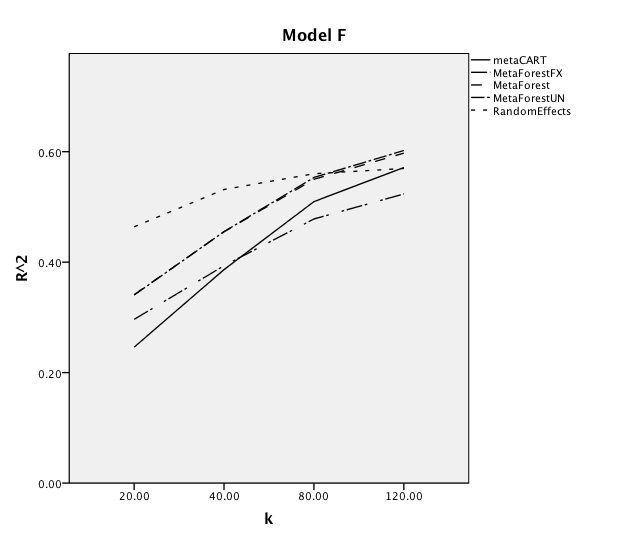 Model F
metaCART
MetaForestFX
MetaForest
MetaForestUN
RandomEffects
0.60
0.40
0.20
0.00
R^2
20.00 40.00 80.00 120.00
k